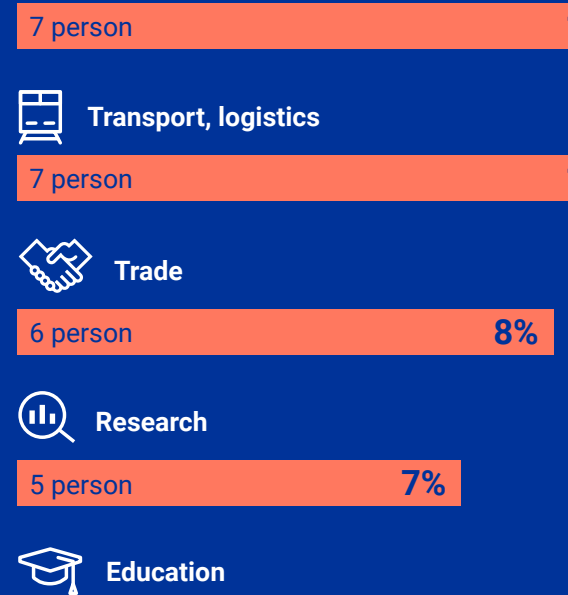 7 person
Transport, logistics
7 person
Trade
6 person 8%
Research
5 person 7%
Education